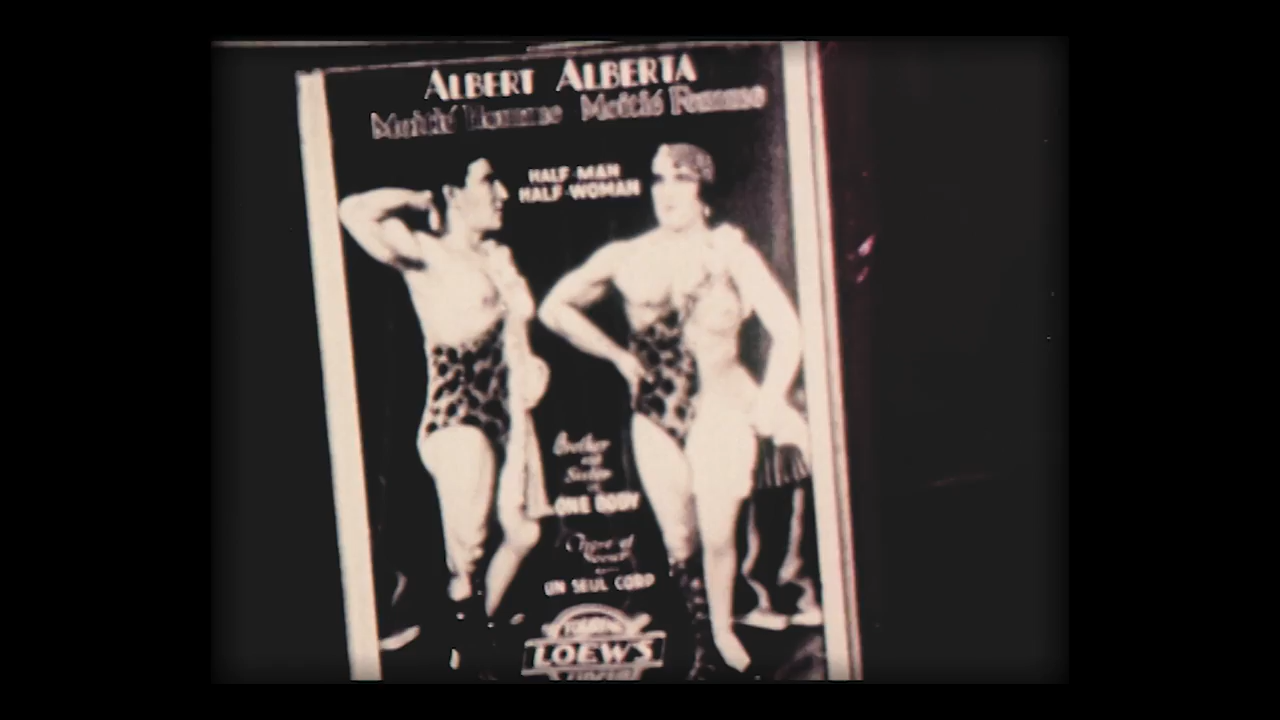 ALBERT ALBERTA
Moitié Homme Moitié Femme
HALF-MAN
HALF-WOMAN
Brother
and
Sister
in
ONE BODY
UN SEUL CORP
LOEW'S